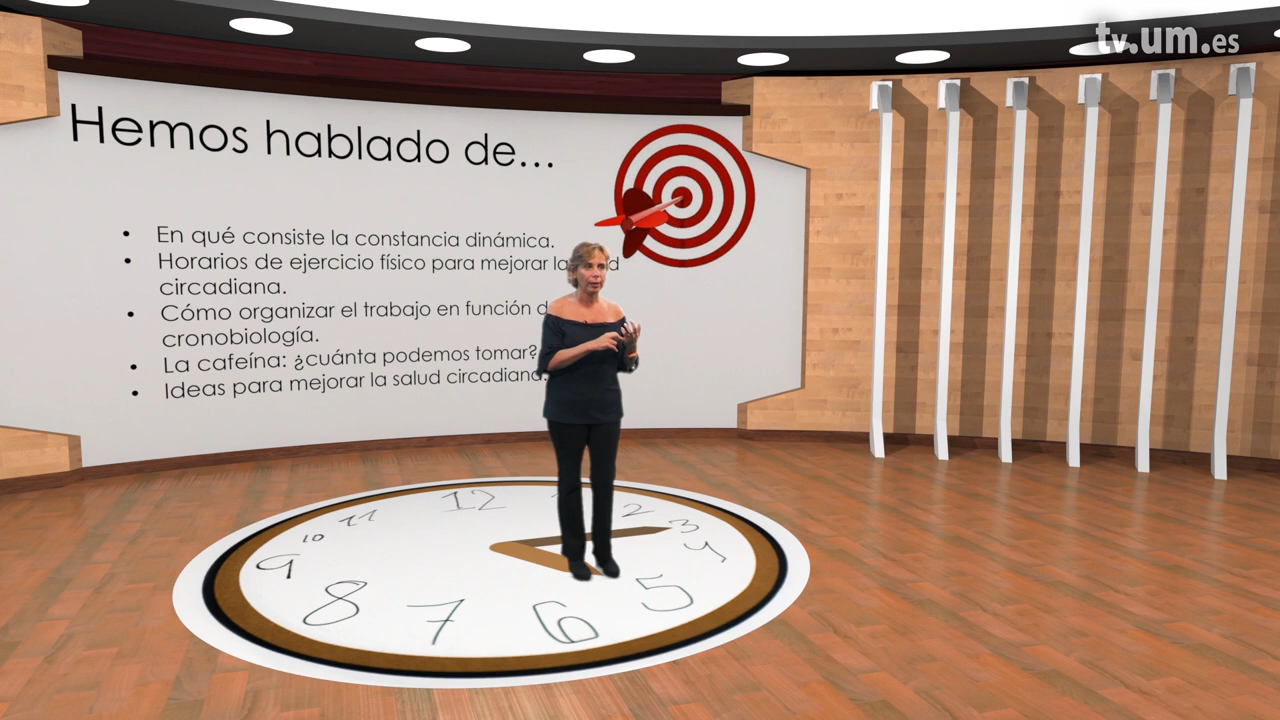 tv.um.es
Hemos hablado de...
• En qué consiste la constancia dinámica.
• Horarios de ejercicio físico para mejorar la
circadiana.
• Cómo organizar el trabajo en función
cronobiología.
• La cafeína: ¿cuánta podemos tomar?
• Ideas para mejorar la salud circadiana.
12
11
2
10
3
9
4
8
5
7
6